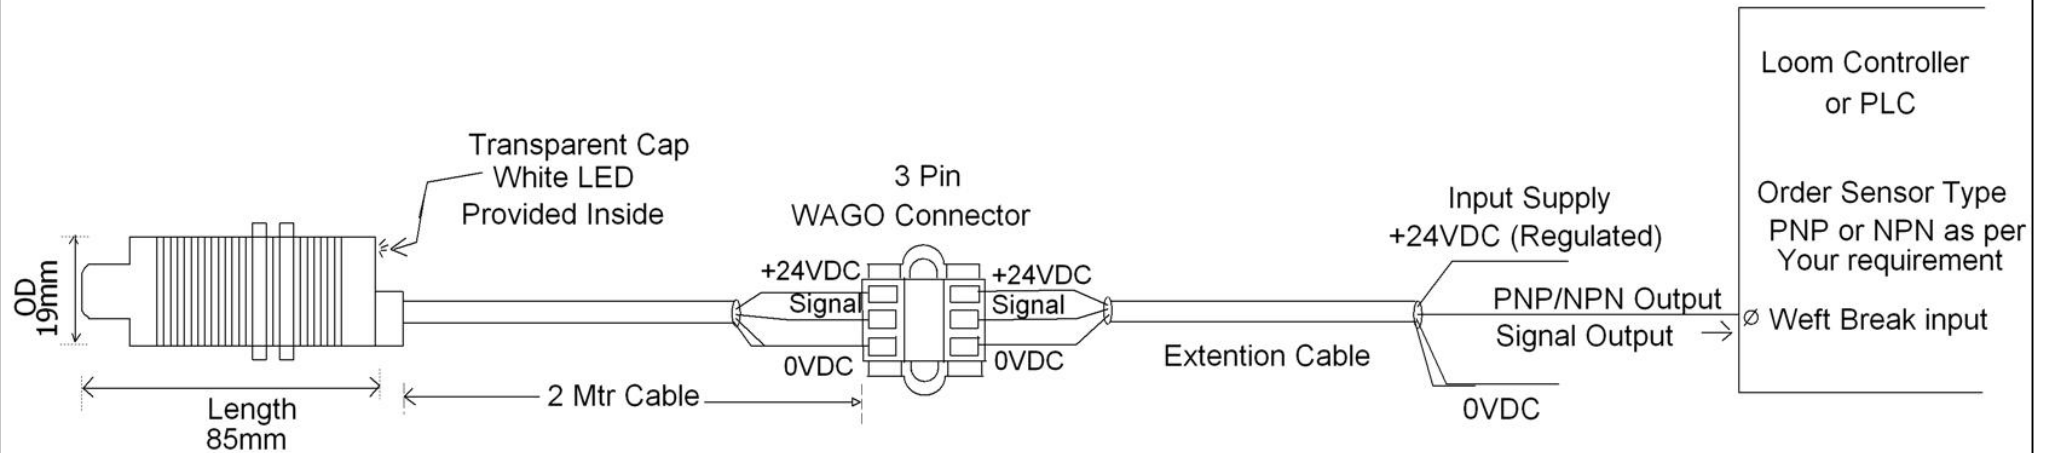 OD
19mm
Length
85mm
Transparent Cap
White LED
Provided Inside
2 Mtr Cable
3 Pin
WAGO Connector
+24VDC
Signal
0VDC
+24VDC
Signal
0VDC
Extention Cable
Input Supply
+24VDC (Regulated)
PNP/NPN Output
Signal Output
0VDC
Loom Controller
or PLC
Order Sensor Type
PNP or NPN as per
Your requirement
Weft Break input